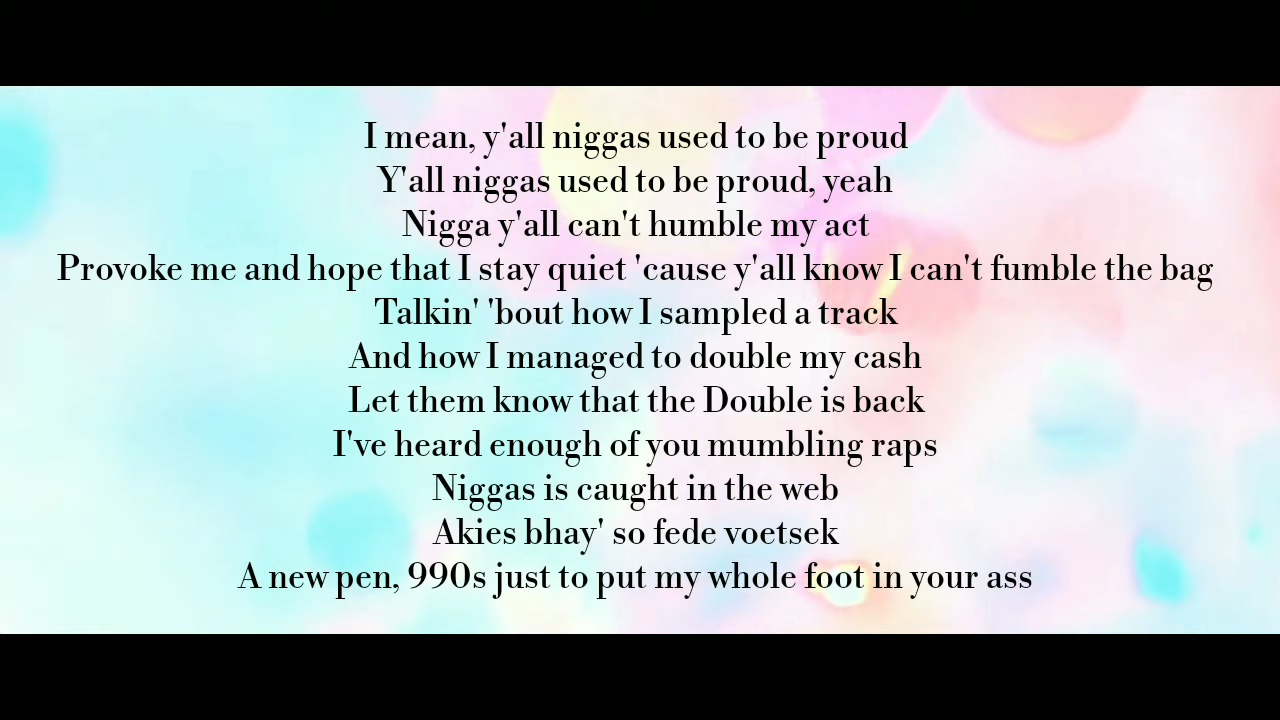 I mean, y'all niggas used to be proud
Y'all niggas used to be proud, yeah
Nigga y'all can't humble my act
Provoke me and hope that I stay quiet 'cause y'all know I can't fumble the bag
Talkin' 'bout how I sampled a track
And how I managed to double my cash
Let them know that the Double is back
I've heard enough of you mumbling raps
Niggas is caught in the web
Akies bhay' so fede voetsek
A new pen, 990s just to put my whole foot in your ass